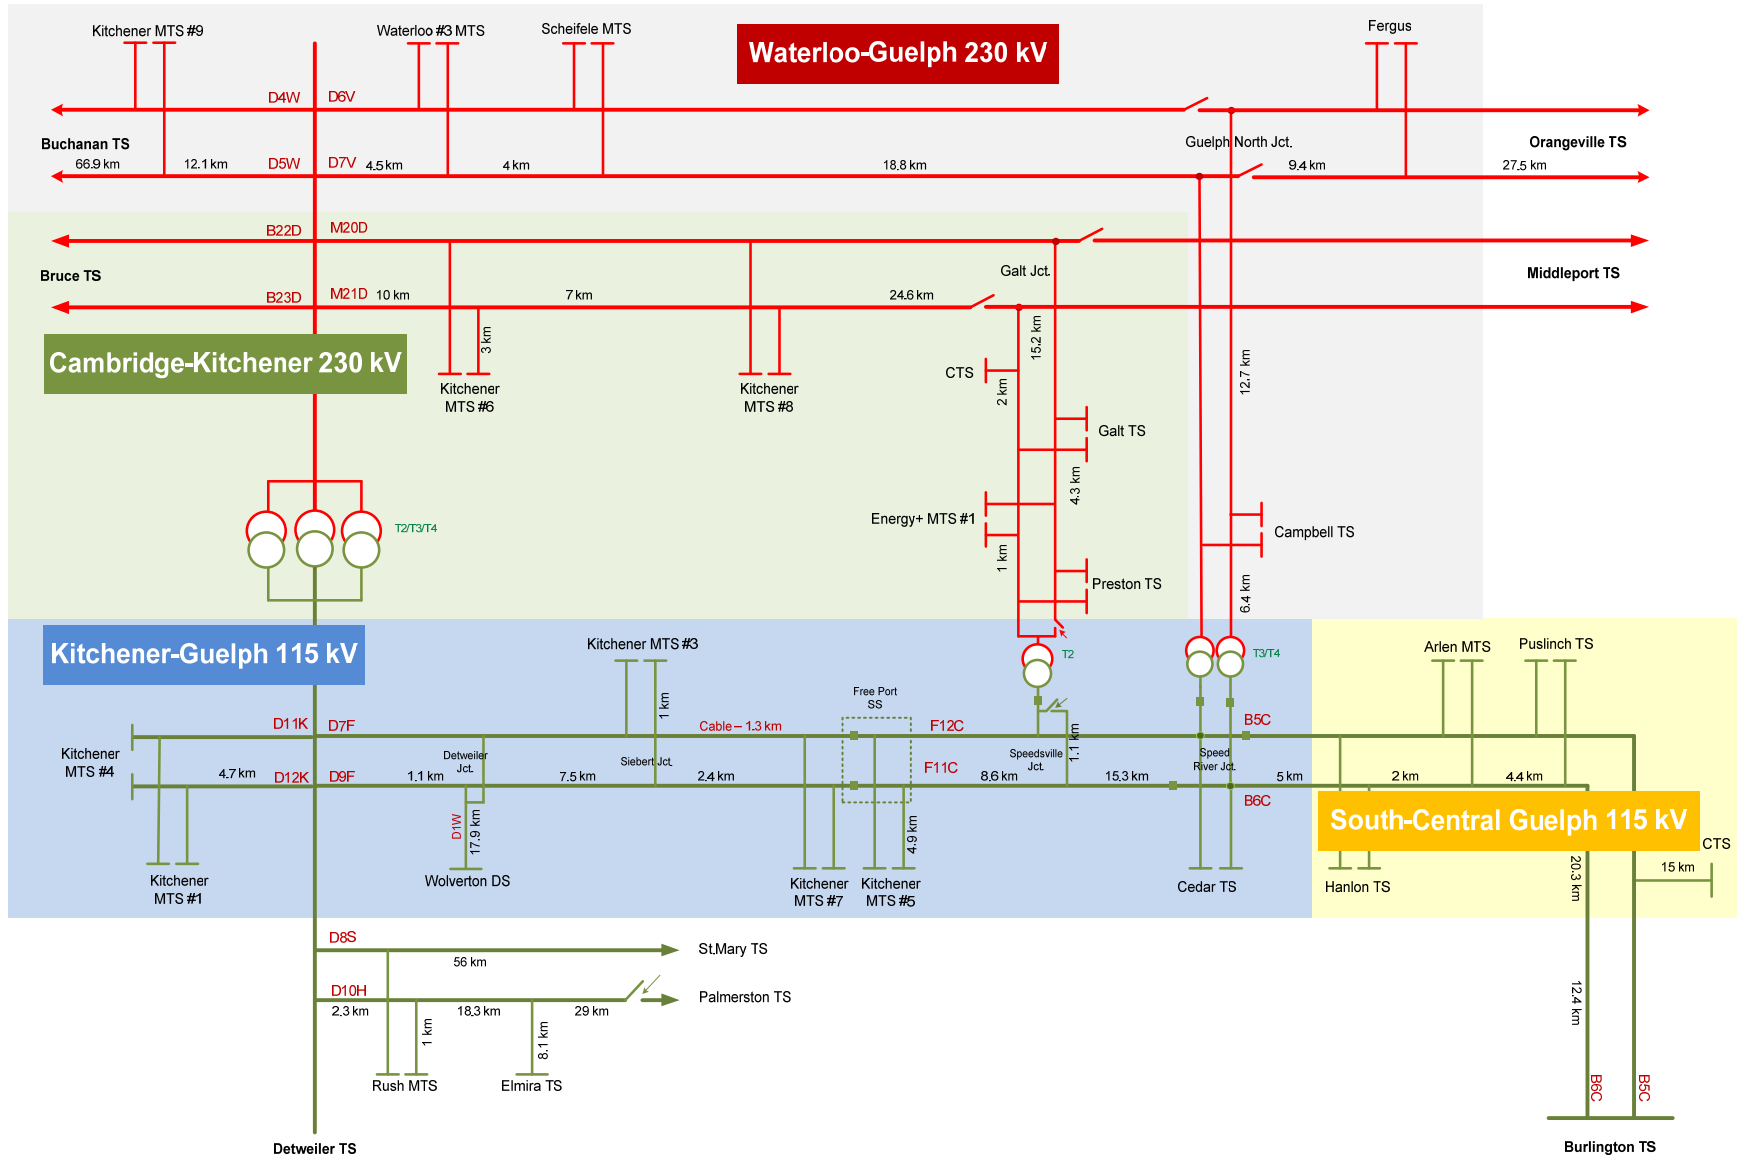 Kitchener MTS #9
Waterloo #3 MTS
Scheifele MTS
Waterloo-Guelph 230 kV
Fergus
D4W
D6V
Buchanan TS
Guelph North Jct.
Orangeville TS
66.9 km
12.1 km
D5W
D7V
4.5 km
4 km
18.8 km
9.4 km
27.5 km
B22D
M20D
Bruce TS
Galt Jct.
Middleport TS
B23D
M21D
10 km
7 km
24.6 km
3 km
15.2 km
12.7 km
Cambridge-Kitchener 230 kV
CTS
2 km
Kitchener
MTS #6
Kitchener
MTS #8
Galt TS
4.3 km
T2/T3/T4
Energy+ MTS #1
1 km
Campbell TS
Preston TS
6.4 km
Kitchener-Guelph 115 kV
Kitchener MTS #3
T2
T3/T4
Arlen MTS
Puslinch TS
1 km
Free Port
SS
D11K
D7F
Cable – 1.3 km
F12C
1.1 km
B5C
Kitchener
MTS #4
4.7 km
D12K
D9F
1.1 km
Detweiler
Jct.
7.5 km
Siebert Jct.
2.4 km
F11C
8.6 km
Speedsville
Jct.
15.3 km
Speed
River Jct.
5 km
2 km
4.4 km
B6C
D1W
17.9 km
4.9 km
South-Central Guelph 115 kV
CTS
15 km
20.3 km
Kitchener
MTS #1
Wolverton DS
Kitchener
MTS #7
Kitchener
MTS #5
Cedar TS
Hanlon TS
D8S
56 km
St.Mary TS
D10H
2.3 km
18.3 km
29 km
Palmerston TS
12.4 km
1 km
8.1 km
Rush MTS
Elmira TS
B6C
B5C
Detweiler TS
Burlington TS